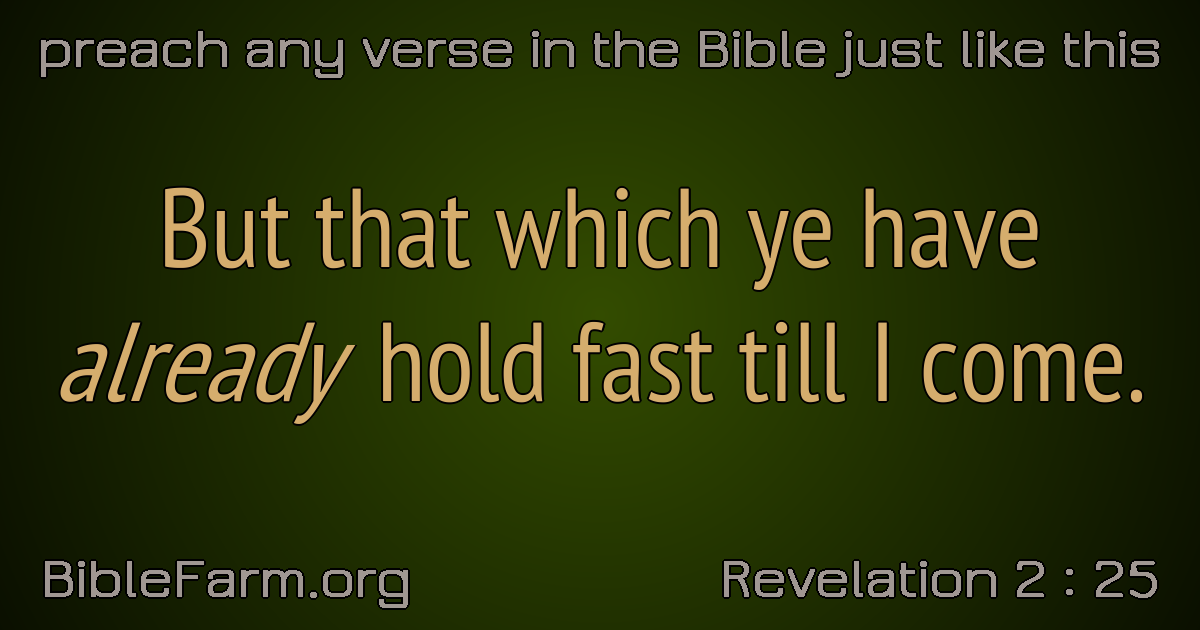 preach any verse in the Bible just like this
But that which ye have
already hold fast till I come.
BibleFarm.org
Revelation 2 : 25